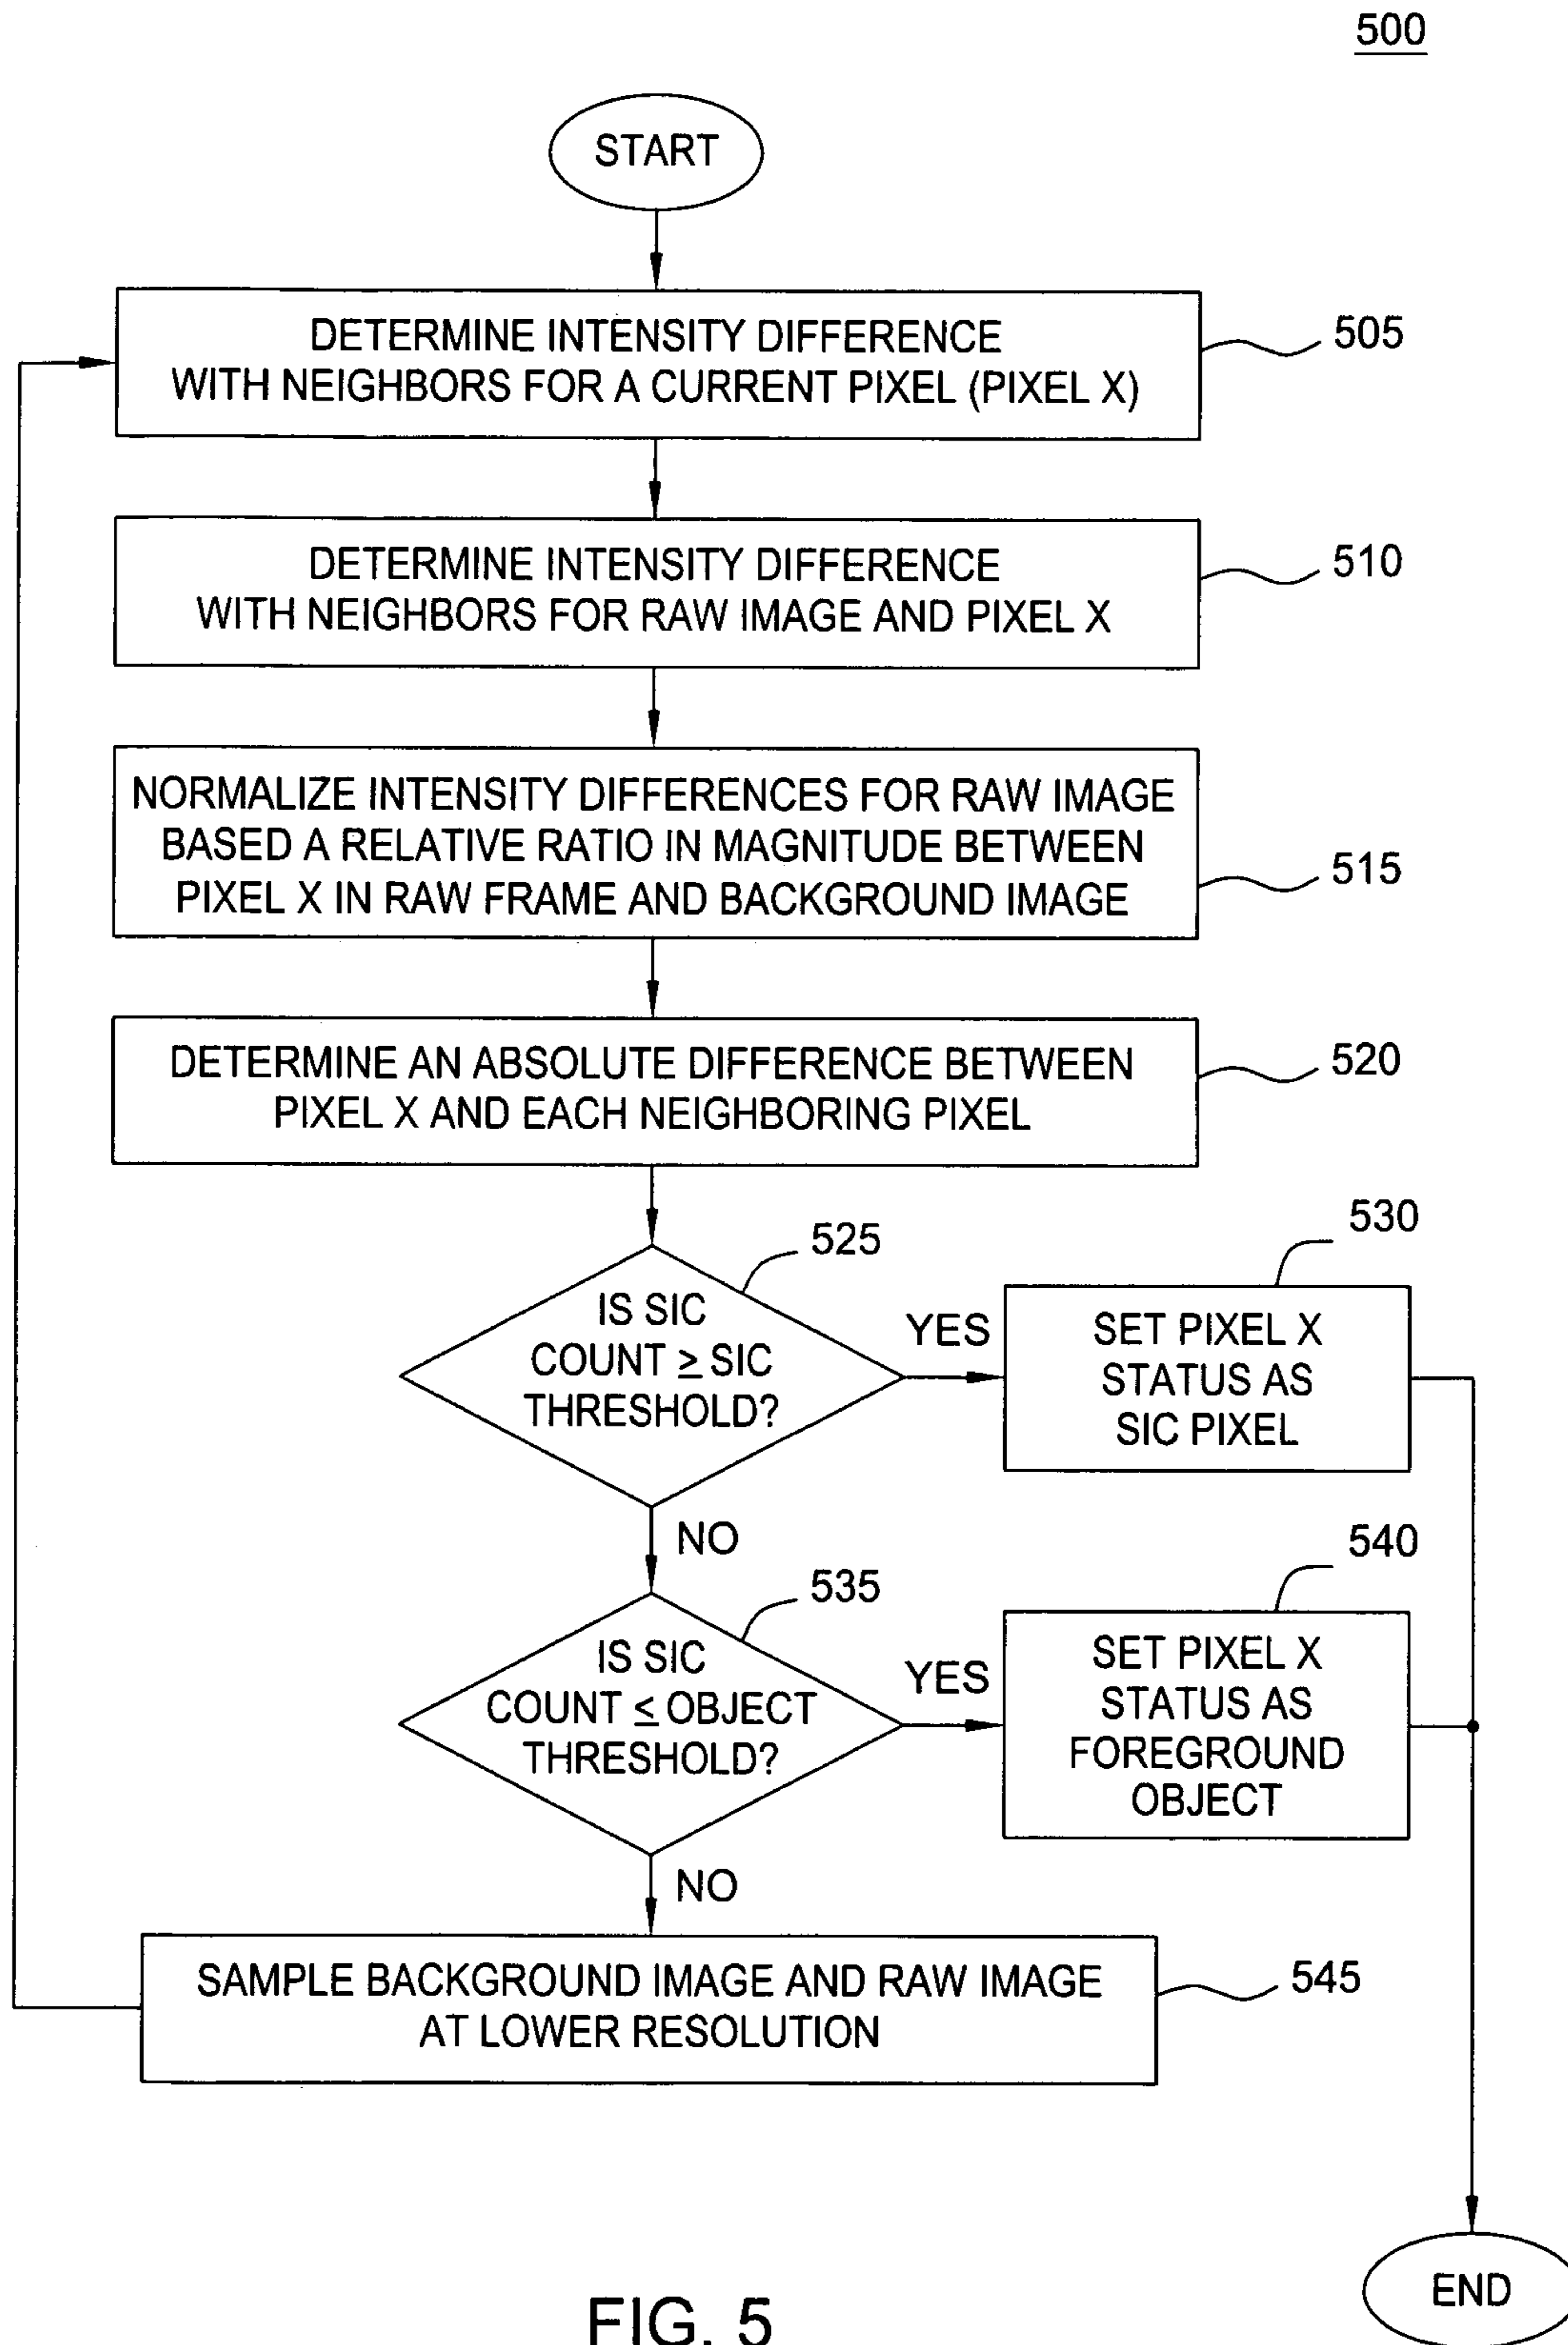 500
START
DETERMINE INTENSITY DIFFERENCE
WITH NEIGHBORS FOR A CURRENT PIXEL (PIXEL X)
505
DETERMINE INTENSITY DIFFERENCE
WITH NEIGHBORS FOR RAW IMAGE AND PIXEL X
510
NORMALIZE INTENSITY DIFFERENCES FOR RAW IMAGE
BASED A RELATIVE RATIO IN MAGNITUDE BETWEEN
PIXEL X IN RAW FRAME AND BACKGROUND IMAGE
515
DETERMINE AN ABSOLUTE DIFFERENCE BETWEEN
PIXEL X AND EACH NEIGHBORING PIXEL
520
525
IS SIC
COUNT ≥ SIC
THRESHOLD?
YES
530
SET PIXEL X
STATUS AS
SIC PIXEL
NO
535
IS SIC
COUNT ≤ OBJECT
THRESHOLD?
YES
540
SET PIXEL X
STATUS AS
FOREGROUND
OBJECT
NO
SAMPLE BACKGROUND IMAGE AND RAW IMAGE
AT LOWER RESOLUTION
545
END
FIG. 5